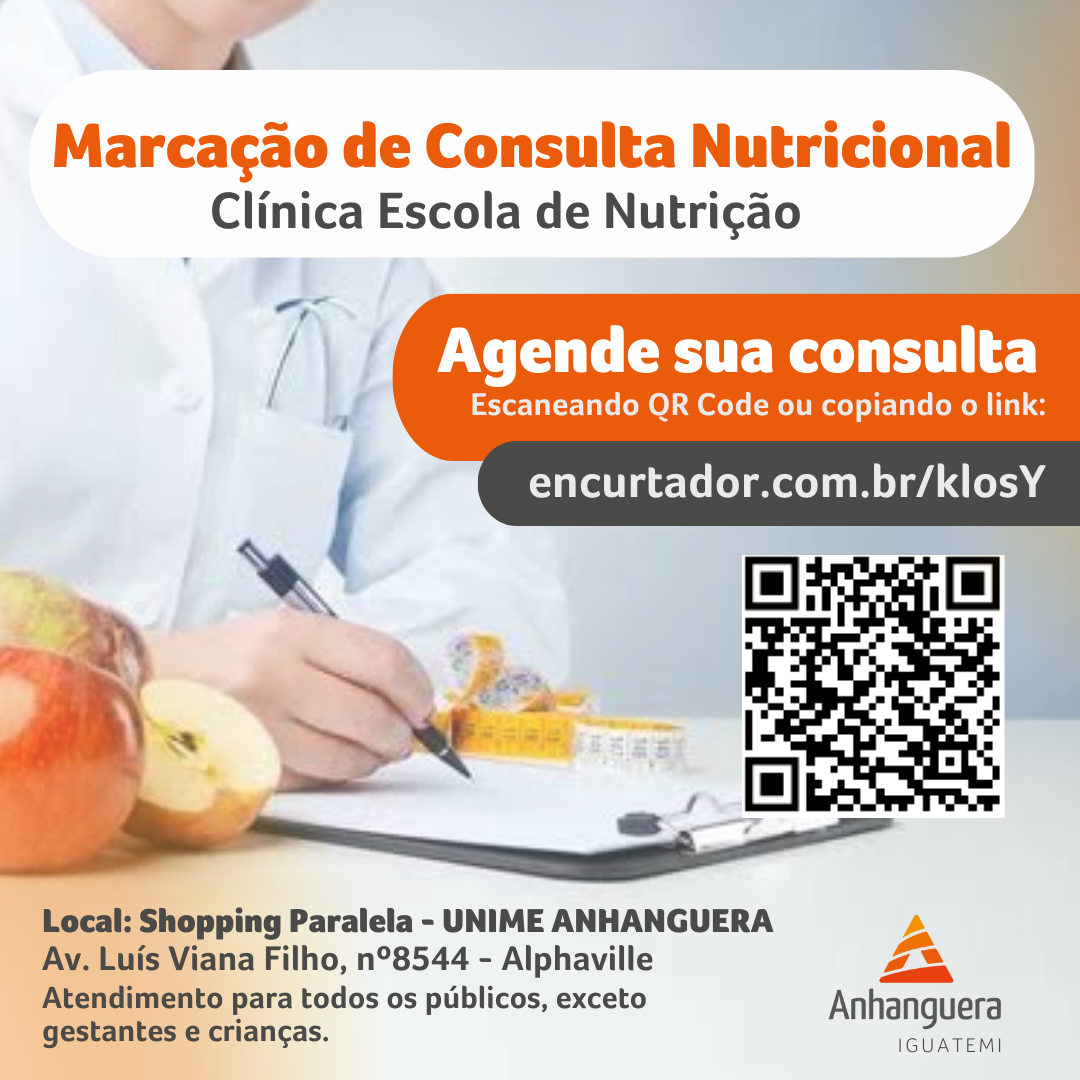 Marcação de Consulta Nutricional
Clínica Escola de Nutrição
Agende sua consulta
Escaneando QR Code ou copiando o link:
encurtador.com.br/klosY
Local: Shopping Paralela - UNIME ANHANGUERA
Av. Luís Viana Filho, nº8544 - Alphaville
Atendimento para todos os públicos, exceto
gestantes e crianças.
Anhanguera
IGUATEMI